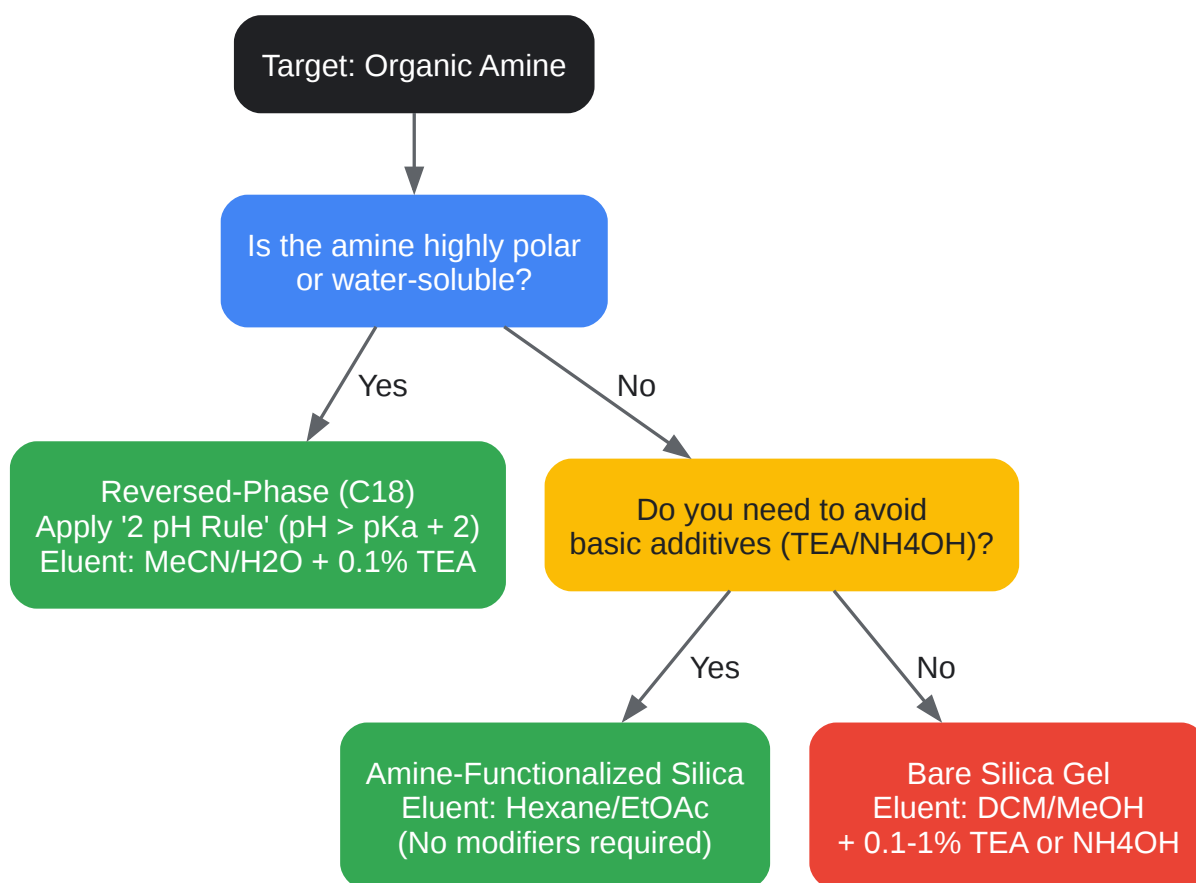 Target: Organic Amine
Is the amine highly polar
or water-soluble?
Yes
No
Reversed-Phase (C18)
Apply '2 pH Rule' (pH > pKa + 2)
Eluent: MeCN/H2O + 0.1% TEA
Do you need to avoid
basic additives (TEA/NH4OH)?
Yes
No
Amine-Functionalized Silica
Eluent: Hexane/EtOAc
(No modifiers required)
Bare Silica Gel
Eluent: DCM/MeOH
+ 0.1-1% TEA or NH4OH